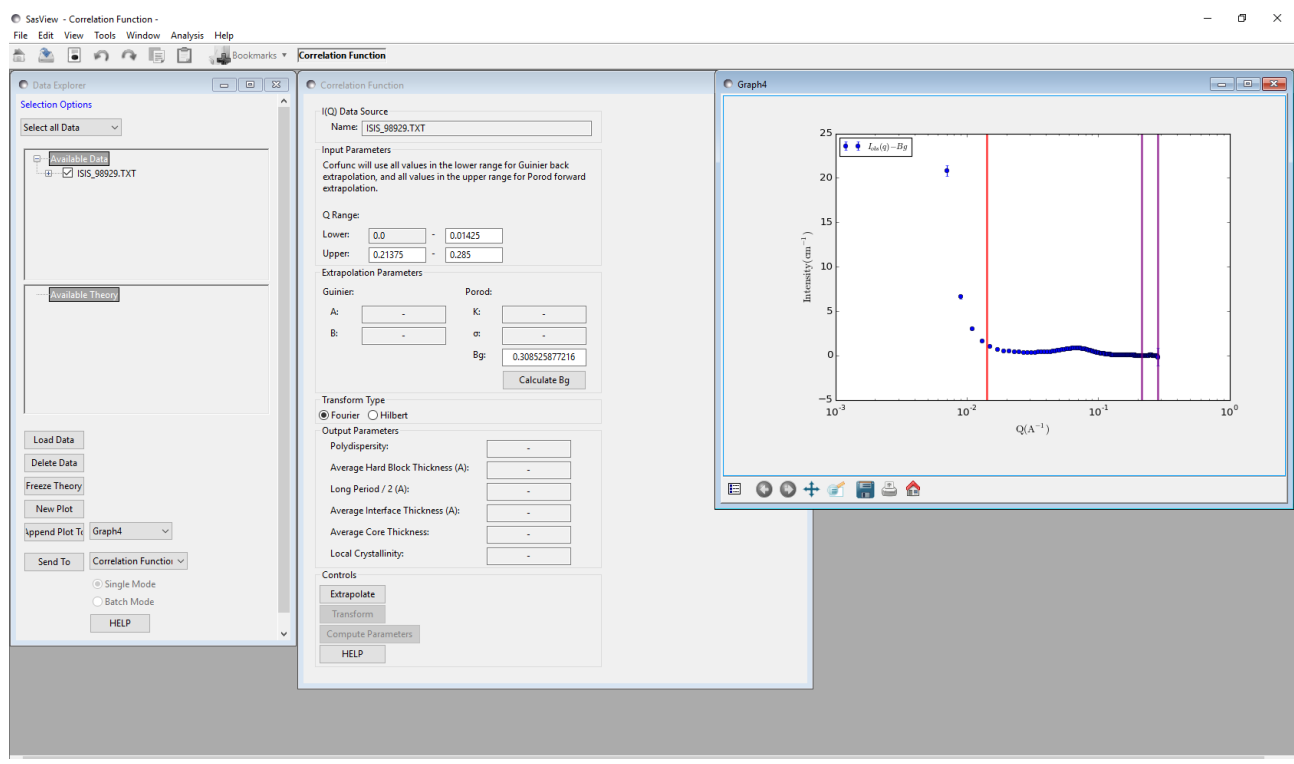 SasView - Correlation Function -
File Edit View Tools Window Analysis Help
Bookmarks Correlation Function
Data Explorer
Selection Options
Select all Data
Available Data
ISIS_98929.TXT
Available Theory
Load Data
Delete Data
Freeze Theory
New Plot
Append Plot To Graph4
Send To Correlation Function
Single Mode
Batch Mode
HELP
Correlation Function
I(Q) Data Source
Name: ISIS_98929.TXT
Input Parameters
Corfunc will use all values in the lower range for Guinier back
extrapolation, and all values in the upper range for Porod forward
extrapolation.
Q Range:
Lower: 0.0 - 0.01425
Upper: 0.21375 - 0.285
Extrapolation Parameters
Guinier: Porod:
A: - K: -
B: - σ: -
Bg: 0.308525877216
Calculate Bg
Transform Type
Fourier Hilbert
Output Parameters
Polydispersity: -
Average Hard Block Thickness (A): -
Long Period / 2 (A): -
Average Interface Thickness (A): -
Average Core Thickness: -
Local Crystallinity: -
Controls
Extrapolate
Transform
Compute Parameters
HELP
Graph4
I_obs(q)−Bg
25
20
15
10
5
0
−5
Intensity(cm⁻¹)
10⁻³ 10⁻² 10⁻¹ 10⁰
Q(A⁻¹)